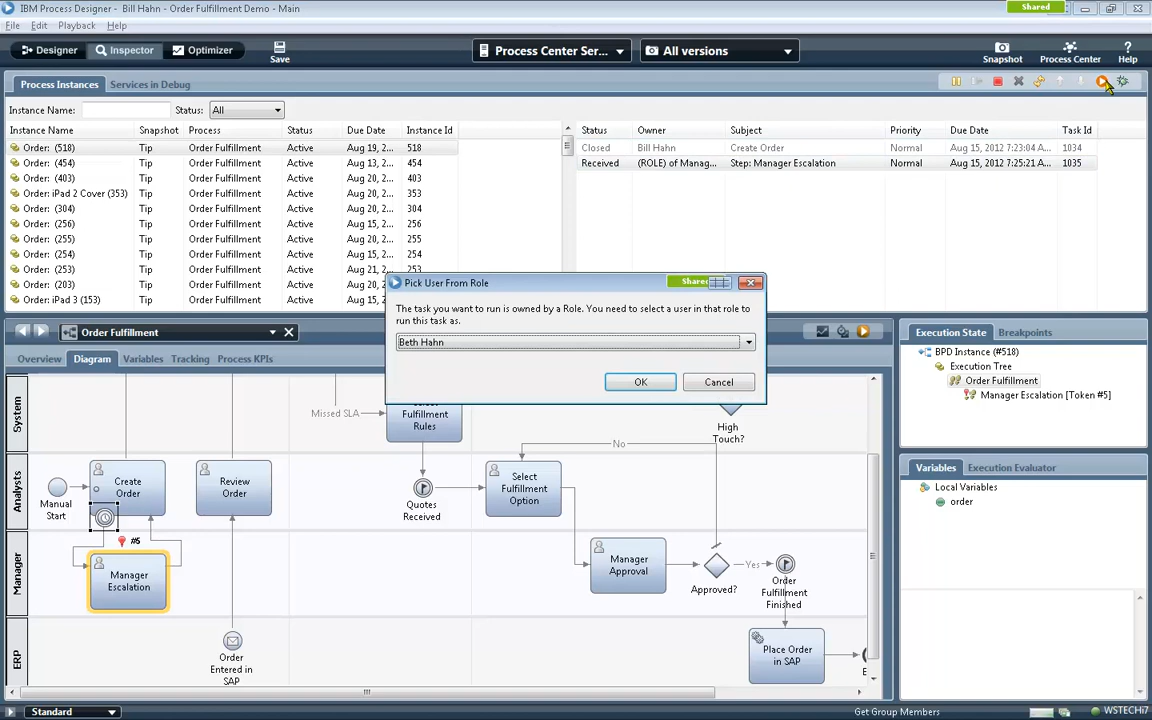 IBM Process Designer - Bill Hahn - Order Fulfillment Demo - Main
Shared
File Edit Playback Help
Designer Inspector Optimizer
Save
Process Center Ser...
All versions
Snapshot Process Center Help
Process Instances Services in Debug
Instance Name: Status: All
Instance Name Snapshot Process Status Due Date Instance Id
Order: (518) Tip Order Fulfillment Active Aug 19, 2... 518
Order: (454) Tip Order Fulfillment Active Aug 13, 2... 454
Order: (403) Tip Order Fulfillment Active Aug 20, 2... 403
Order: iPad 2 Cover (353) Tip Order Fulfillment Active Aug 20, 2... 353
Order: (304) Tip Order Fulfillment Active Aug 20, 2... 304
Order: (256) Tip Order Fulfillment Active Aug 15, 2... 256
Order: (255) Tip Order Fulfillment Active Aug 20, 2... 255
Order: (254) Tip Order Fulfillment Active Aug 15, 2... 254
Order: (253) Tip Order Fulfillment Active Aug 21, 2... 253
Order: (203) Tip Order Fulfillment Active Aug 20, 2...
Order: iPad 3 (153) Tip Order Fulfillment Active Aug 15, 2...
Status Owner Subject Priority Due Date Task Id
Closed Bill Hahn Create Order Normal Aug 15, 2012 7:23:04 A... 1034
Received (ROLE) of Manag... Step: Manager Escalation Normal Aug 15, 2012 7:25:21 A... 1035
Pick User From Role
Shared
The task you want to run is owned by a Role. You need to select a user in that role to
run this task as.
Beth Hahn
OK Cancel
Order Fulfillment
Overview Diagram Variables Tracking Process KPIs
System
Missed SLA
Fulfillment
Rules
High
Touch?
No
Analysts
Manual
Start
Create
Order
Review
Order
Quotes
Received
Select
Fulfillment
Option
Manager
#5
Manager
Escalation
Manager
Approval
Approved?
Yes
Order
Fulfillment
Finished
ERP
Order
Entered in
SAP
Place Order
in SAP
E
Execution State Breakpoints
BPD Instance (#518)
Execution Tree
Order Fulfillment
Manager Escalation [Token #5]
Variables Execution Evaluator
Local Variables
order
Standard
Get Group Members
WSTECHi7